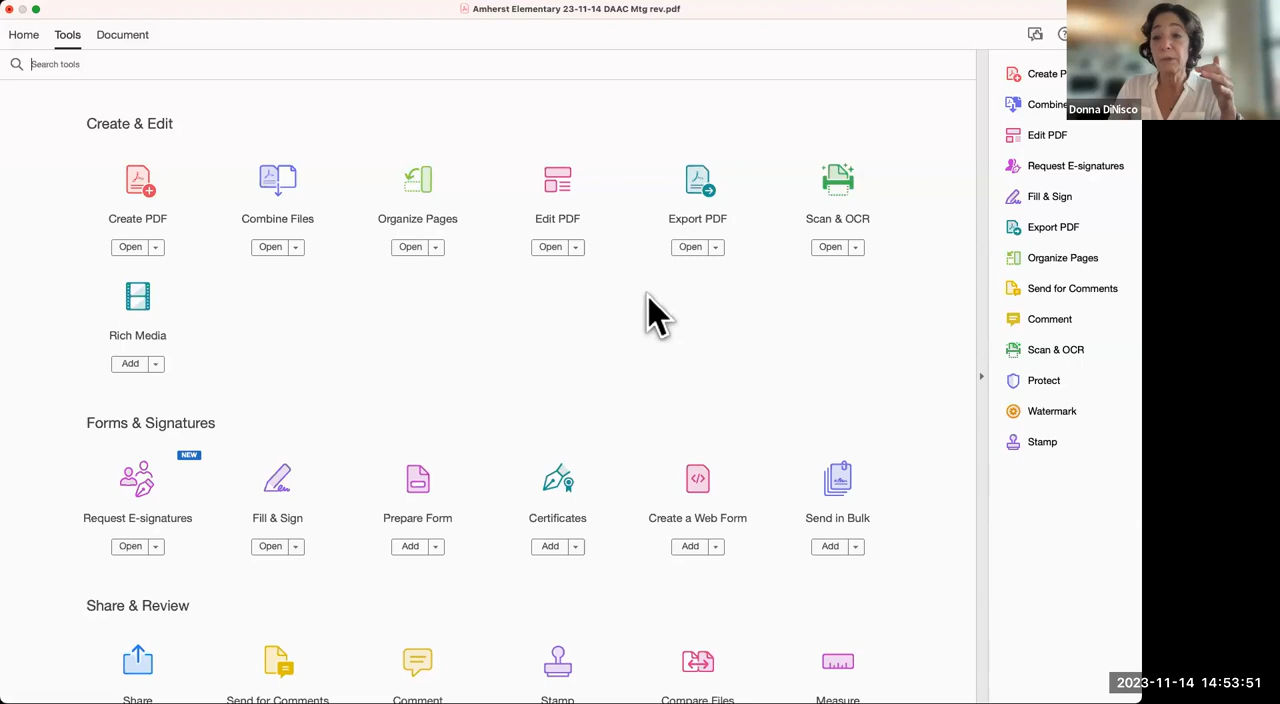 Amherst Elementary 23-11-14 DAAC Mtg rev.pdf
Home Tools Document
Search tools
Create & Edit
Create PDF Combine Files Organize Pages Edit PDF Export PDF Scan & OCR
Open Open Open Open Open Open
Rich Media
Add
Forms & Signatures
NEW
Request E-signatures Fill & Sign Prepare Form Certificates Create a Web Form Send in Bulk
Open Open Add Add Add Add
Share & Review
Share Send for Comments Comment Stamp Compare Files Measure
Create P
Combine
Edit PDF
Request E-signatures
Fill & Sign
Export PDF
Organize Pages
Send for Comments
Comment
Scan & OCR
Protect
Watermark
Stamp
Donna DiNisco
2023-11-14 14:53:51